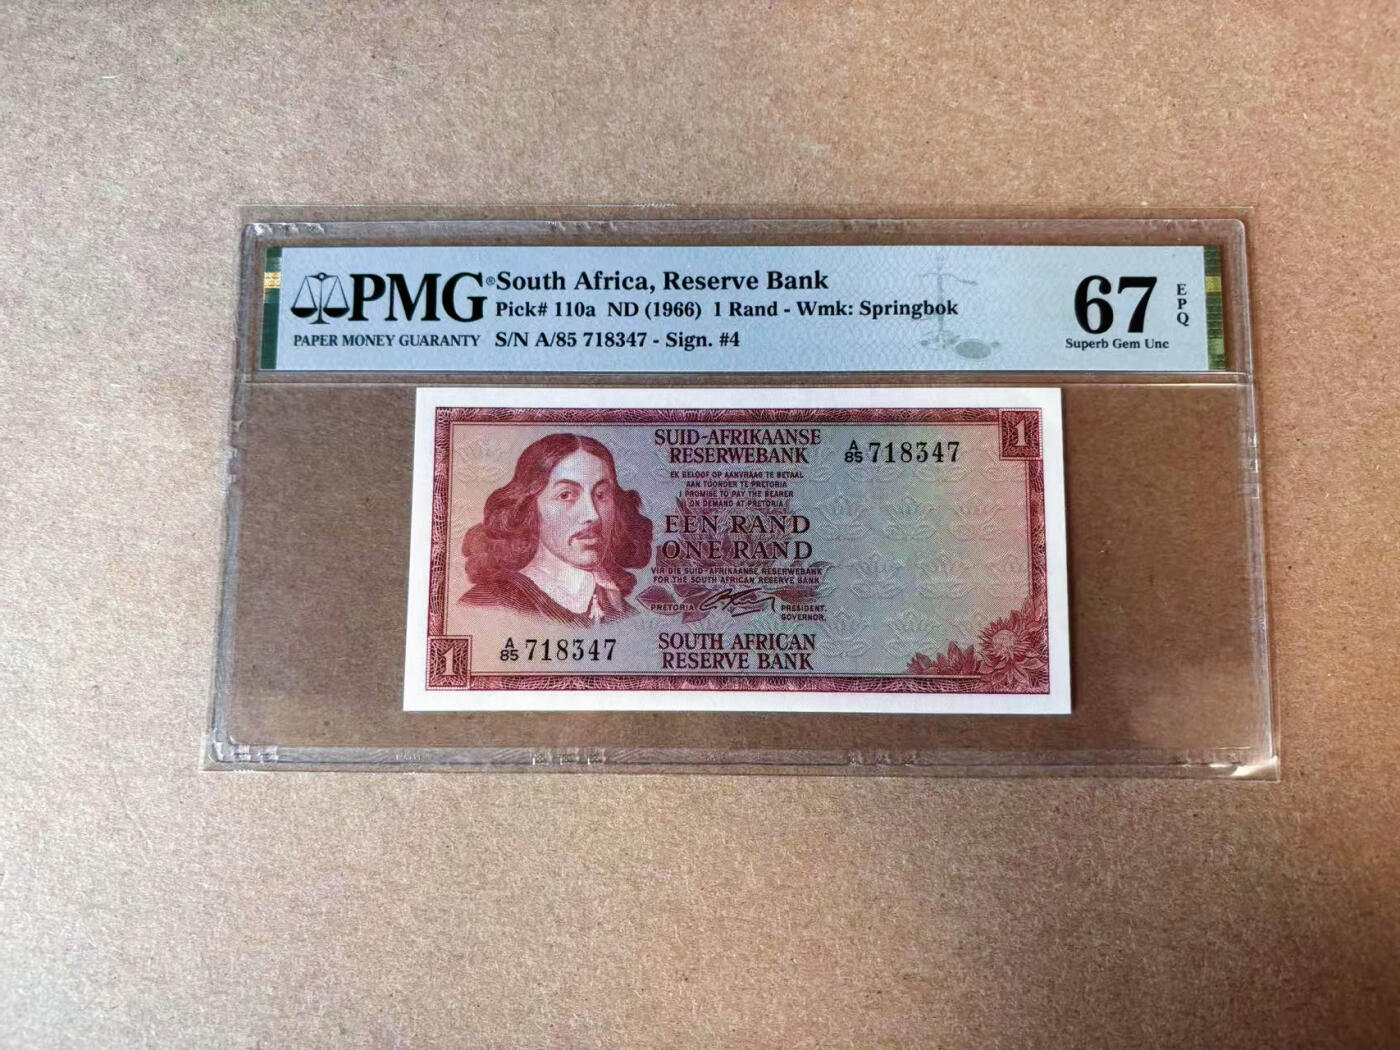 PMG®
PAPER MONEY GUARANTY
South Africa, Reserve Bank
Pick# 110a ND (1966) 1 Rand - Wmk: Springbok
S/N A/85 718347 - Sign. #4
67
EPQ
Superb Gem Unc
1
SUID-AFRIKAANSE
RESERWEBANK
A/85 718347
EK BELOOF OP AANVRAAG TE BETAAL
AAN TOONDER TE PRETORIA
I PROMISE TO PAY THE BEARER
ON DEMAND AT PRETORIA
EEN RAND
ONE RAND
VIR DIE SUID-AFRIKAANSE RESERWEBANK
FOR THE SOUTH AFRICAN RESERVE BANK
PRETORIA
PRESIDENT.
GOVERNOR.
1
A/85 718347
SOUTH AFRICAN
RESERVE BANK